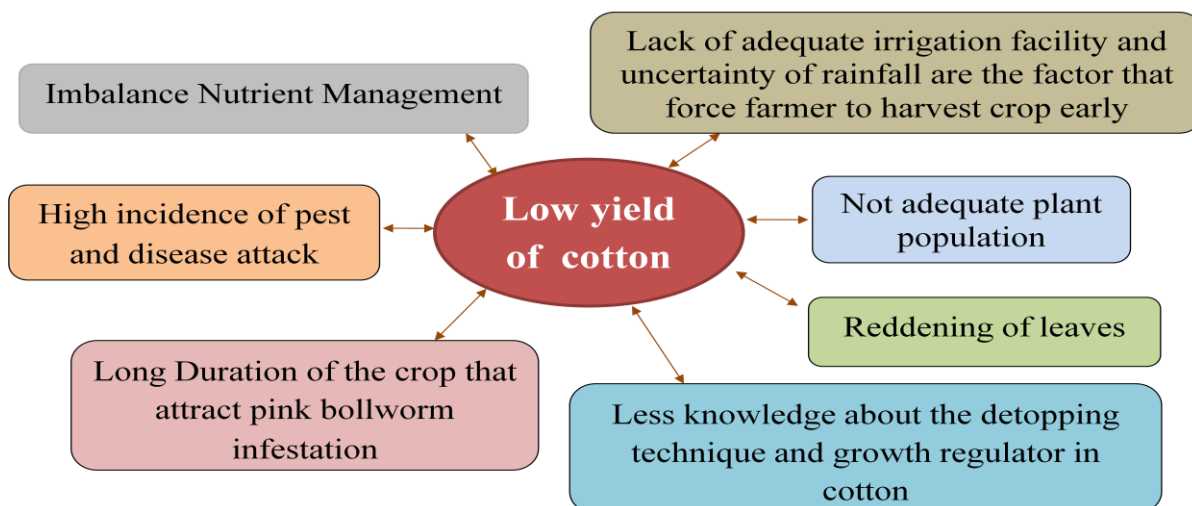 Lack of adequate irrigation facility and
uncertainty of rainfall are the factor that
force farmer to harvest crop early
Imbalance Nutrient Management
High incidence of pest
and disease attack
Low yield
of cotton
Not adequate plant
population
Reddening of leaves
Long Duration of the crop that
attract pink bollworm
infestation
Less knowledge about the detopping
technique and growth regulator in
cotton